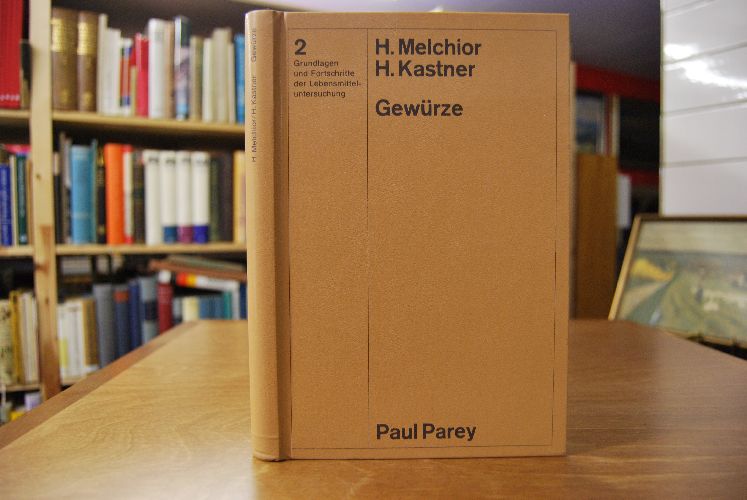 2
Grundlagen
und Fortschritte
der Lebensmittel-
untersuchung
H. Melchior
H. Kastner
Gewürze
Paul Parey
H. Melchior/H. Kastner Gewürze